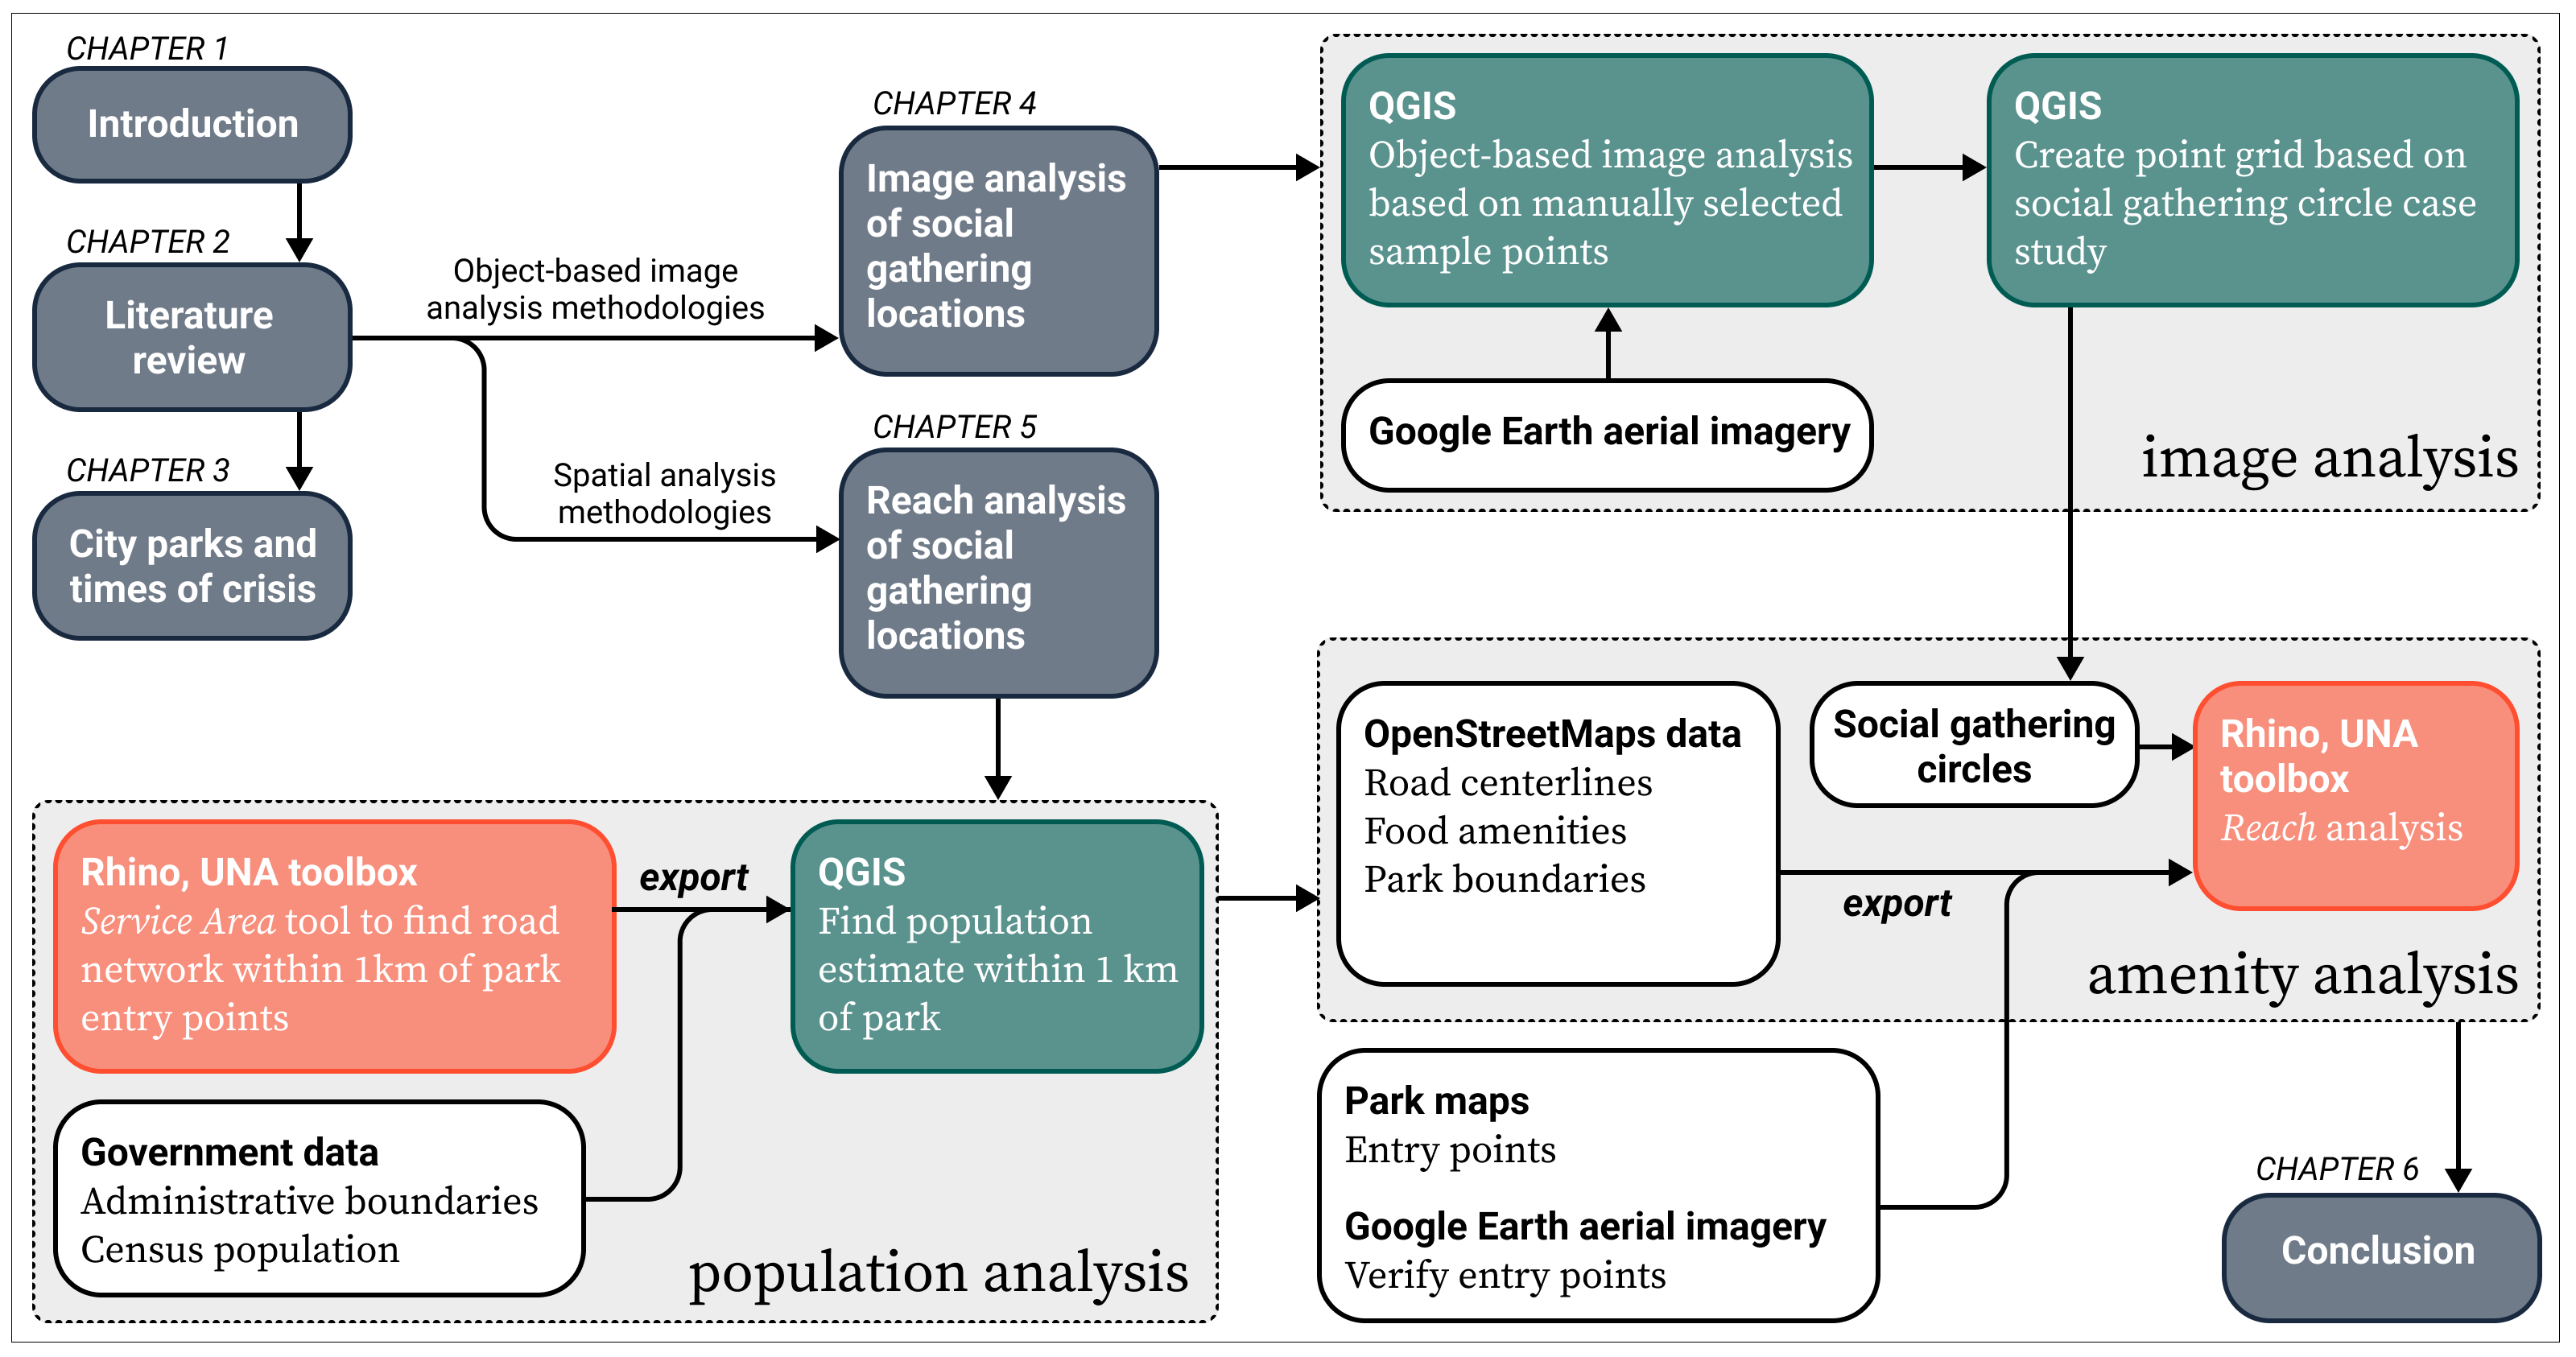 CHAPTER 1
Introduction
CHAPTER 2
Literature
review
CHAPTER 3
City parks and
times of crisis
Object-based image
analysis methodologies
Spatial analysis
methodologies
CHAPTER 4
Image analysis
of social
gathering
locations
CHAPTER 5
Reach analysis
of social
gathering
locations
QGIS
Object-based image analysis
based on manually selected
sample points
QGIS
Create point grid based on
social gathering circle case
study
Google Earth aerial imagery
image analysis
Rhino, UNA toolbox
Service Area tool to find road
network within 1km of park
entry points
export
QGIS
Find population
estimate within 1 km
of park
Government data
Administrative boundaries
Census population
population analysis
OpenStreetMaps data
Road centerlines
Food amenities
Park boundaries
Social gathering
circles
Rhino, UNA
toolbox
Reach analysis
export
amenity analysis
Park maps
Entry points
Google Earth aerial imagery
Verify entry points
CHAPTER 6
Conclusion